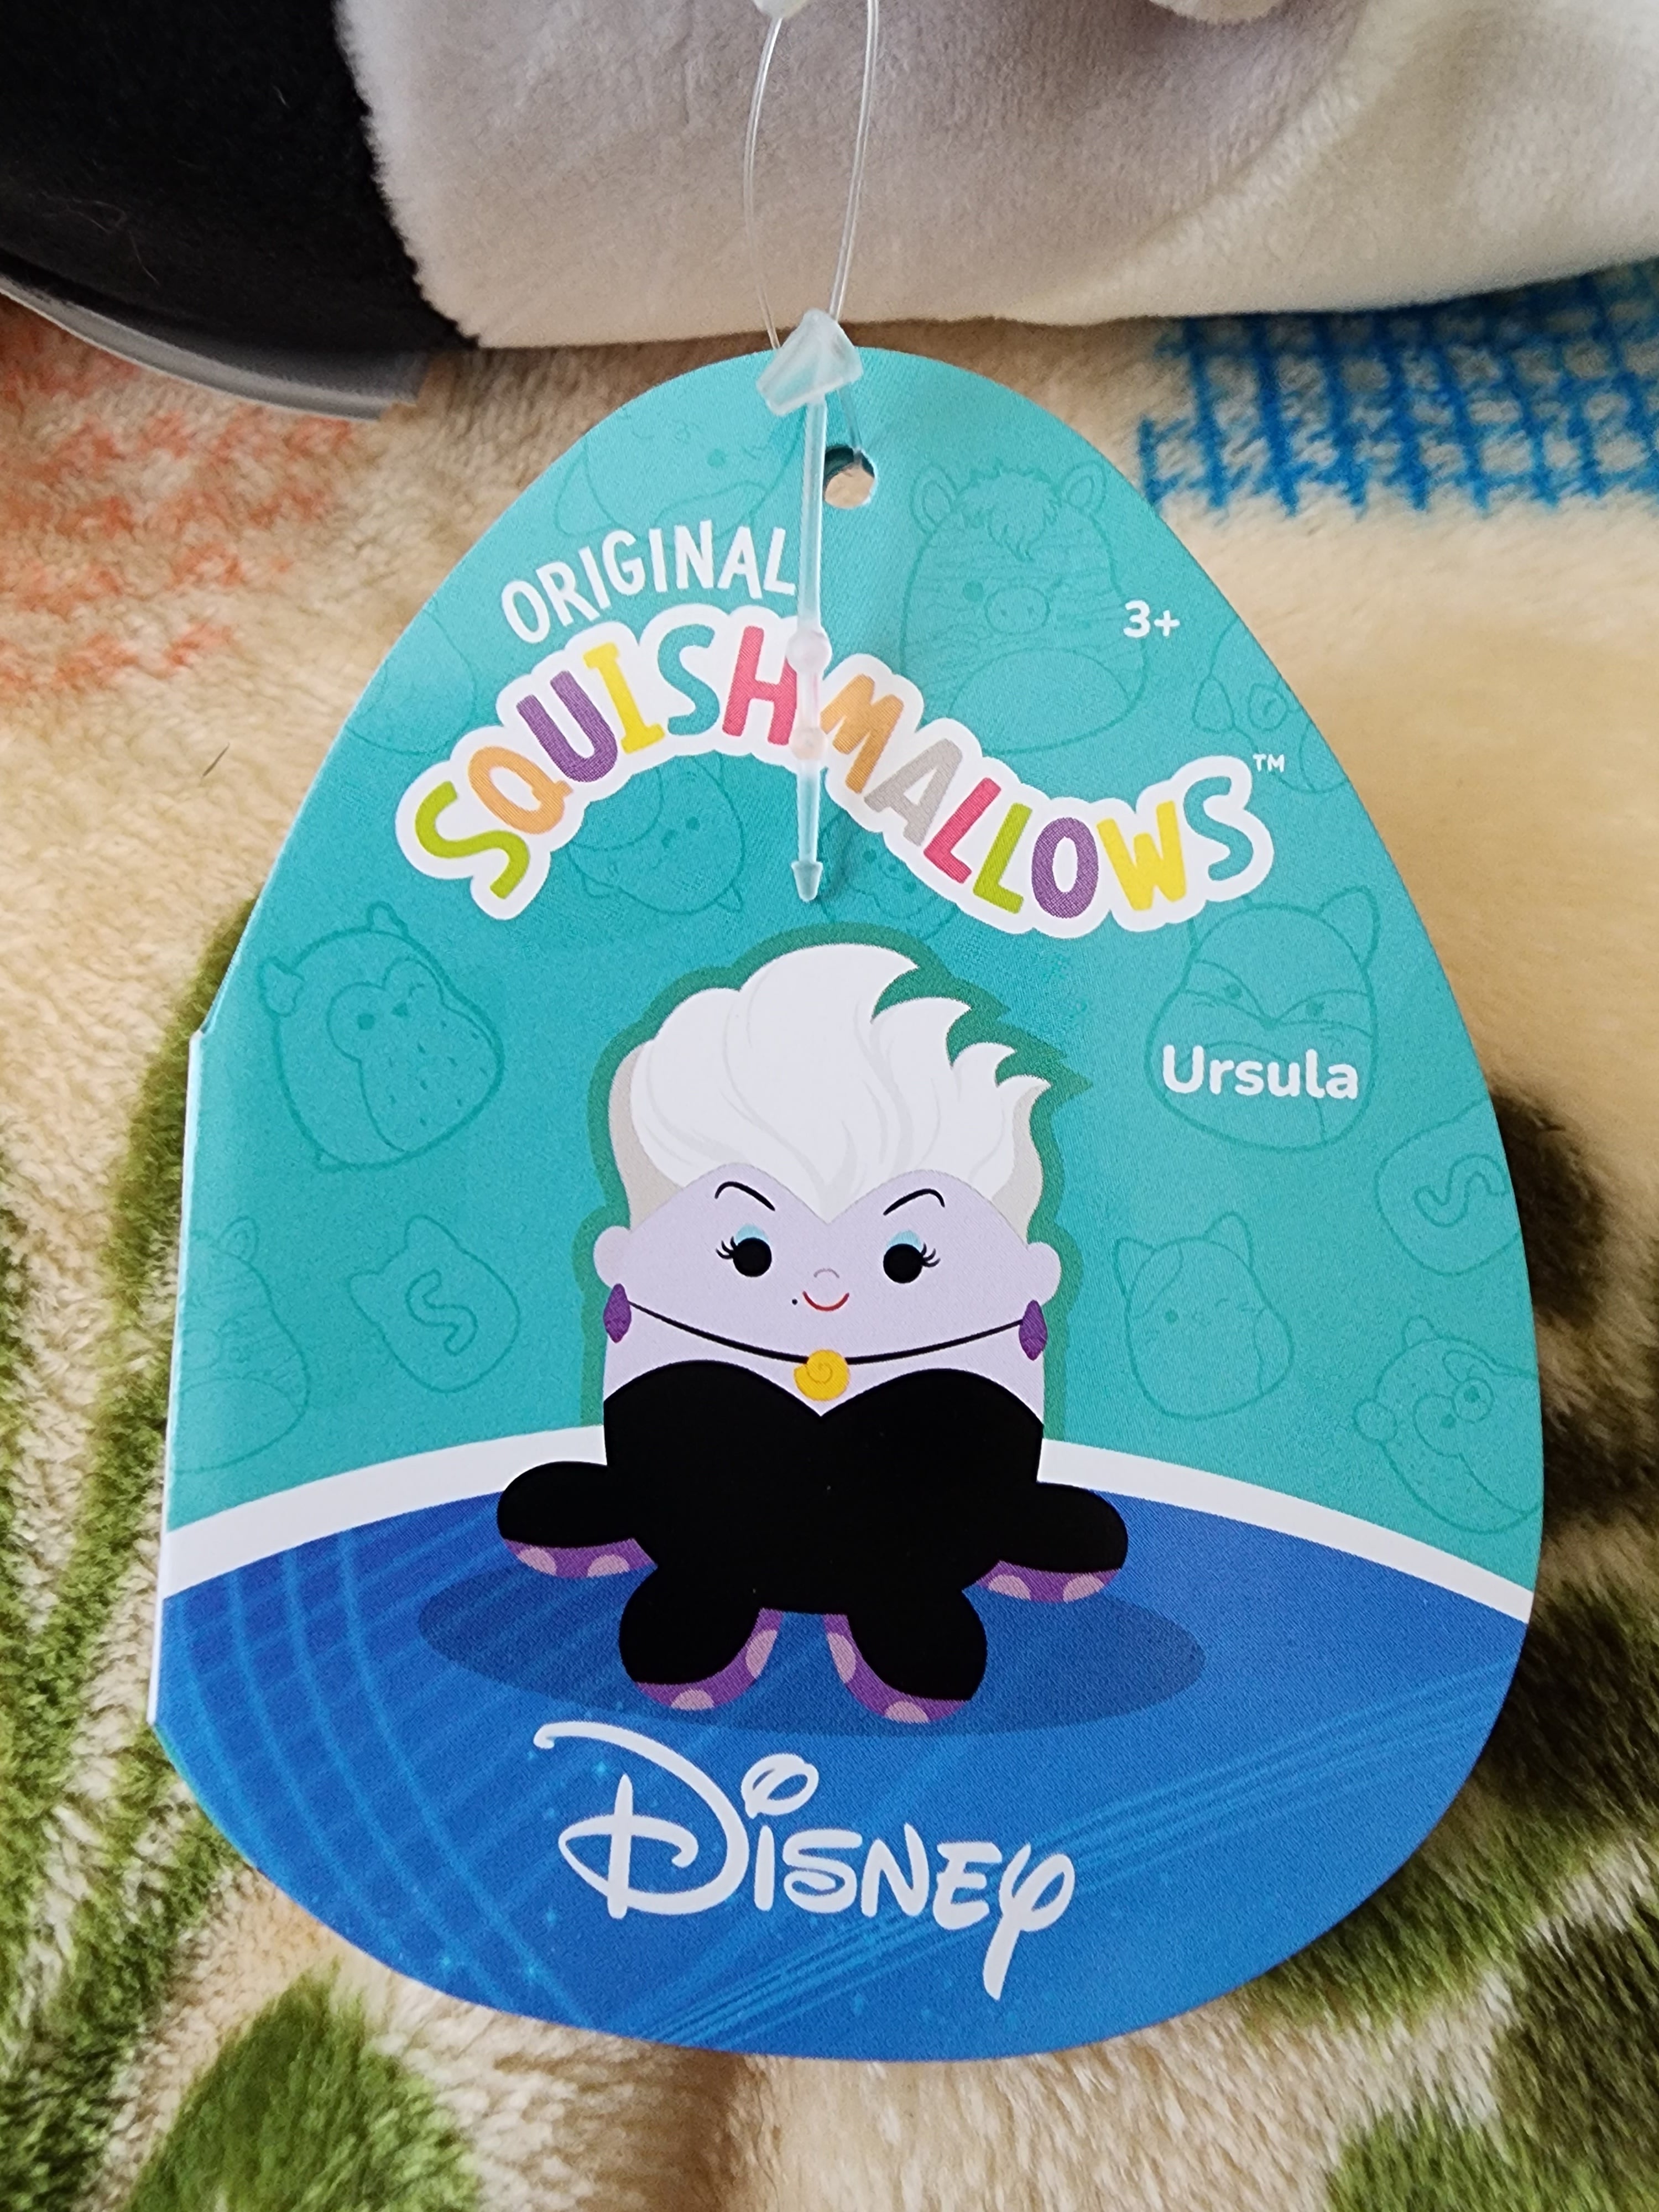 ORIGINAL
SQUISHMALLOWS™
3+
Ursula
S
S
Disney